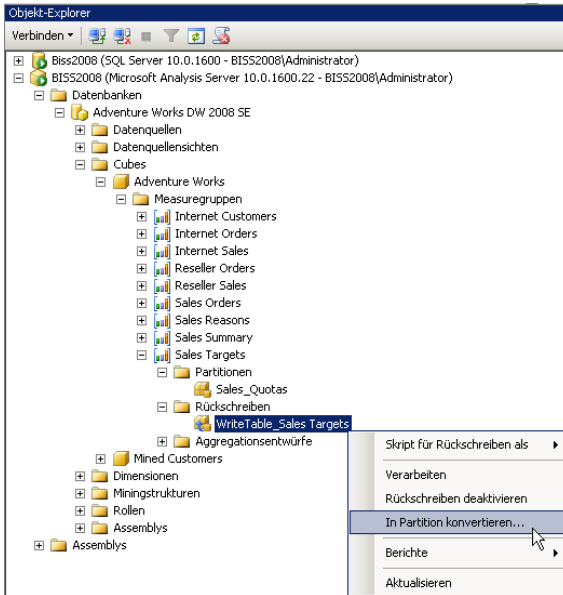 Objekt-Explorer
Verbinden
Biss2008 (SQL Server 10.0.1600 - BISS2008\Administrator)
BISS2008 (Microsoft Analysis Server 10.0.1600.22 - BISS2008\Administrator)
Datenbanken
Adventure Works DW 2008 SE
Datenquellen
Datenquellensichten
Cubes
Adventure Works
Measuregruppen
Internet Customers
Internet Orders
Internet Sales
Reseller Orders
Reseller Sales
Sales Orders
Sales Reasons
Sales Summary
Sales Targets
Partitionen
Sales_Quotas
Rückschreiben
WriteTable_Sales Targets
Aggregationsentwürfe
Mined Customers
Dimensionen
Miningstrukturen
Rollen
Assemblys
Assemblys
Skript für Rückschreiben als
Verarbeiten
Rückschreiben deaktivieren
In Partition konvertieren...
Berichte
Aktualisieren